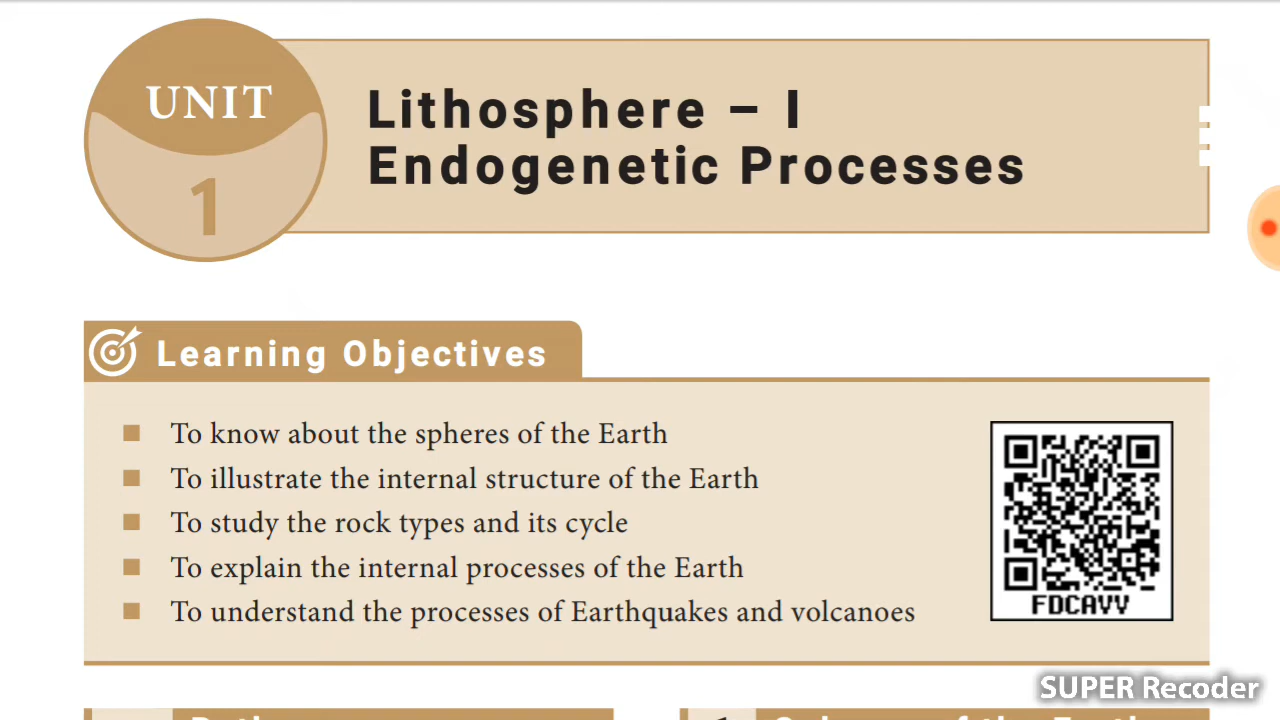 UNIT
1
Lithosphere – I
Endogenetic Processes
Learning Objectives
To know about the spheres of the Earth
To illustrate the internal structure of the Earth
To study the rock types and its cycle
To explain the internal processes of the Earth
To understand the processes of Earthquakes and volcanoes
FDCAVV
SUPER Recoder